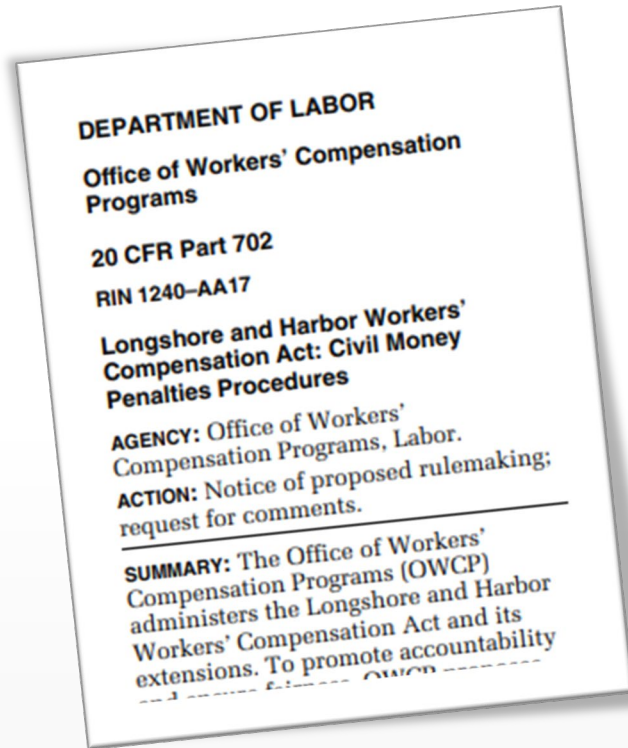 DEPARTMENT OF LABOR
Office of Workers' Compensation
Programs
20 CFR Part 702
RIN 1240–AA17
Longshore and Harbor Workers'
Compensation Act: Civil Money
Penalties Procedures
AGENCY: Office of Workers'
Compensation Programs, Labor.
ACTION: Notice of proposed rulemaking;
request for comments.
SUMMARY: The Office of Workers'
Compensation Programs (OWCP)
administers the Longshore and Harbor
Workers' Compensation Act and its
extensions. To promote accountability